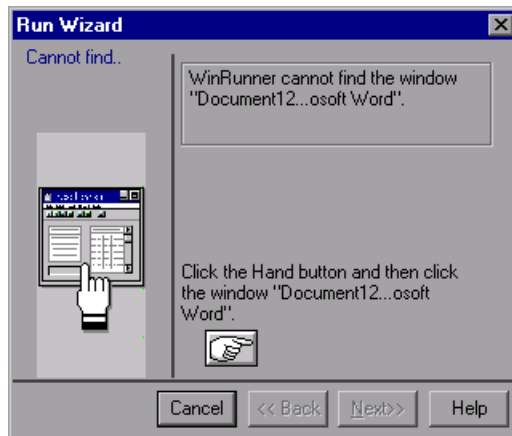 Run Wizard
Cannot find..
WinRunner cannot find the window
"Document12...osoft Word".
Click the Hand button and then click
the window "Document12...osoft
Word".
Cancel
<< Back
Next>>
Help